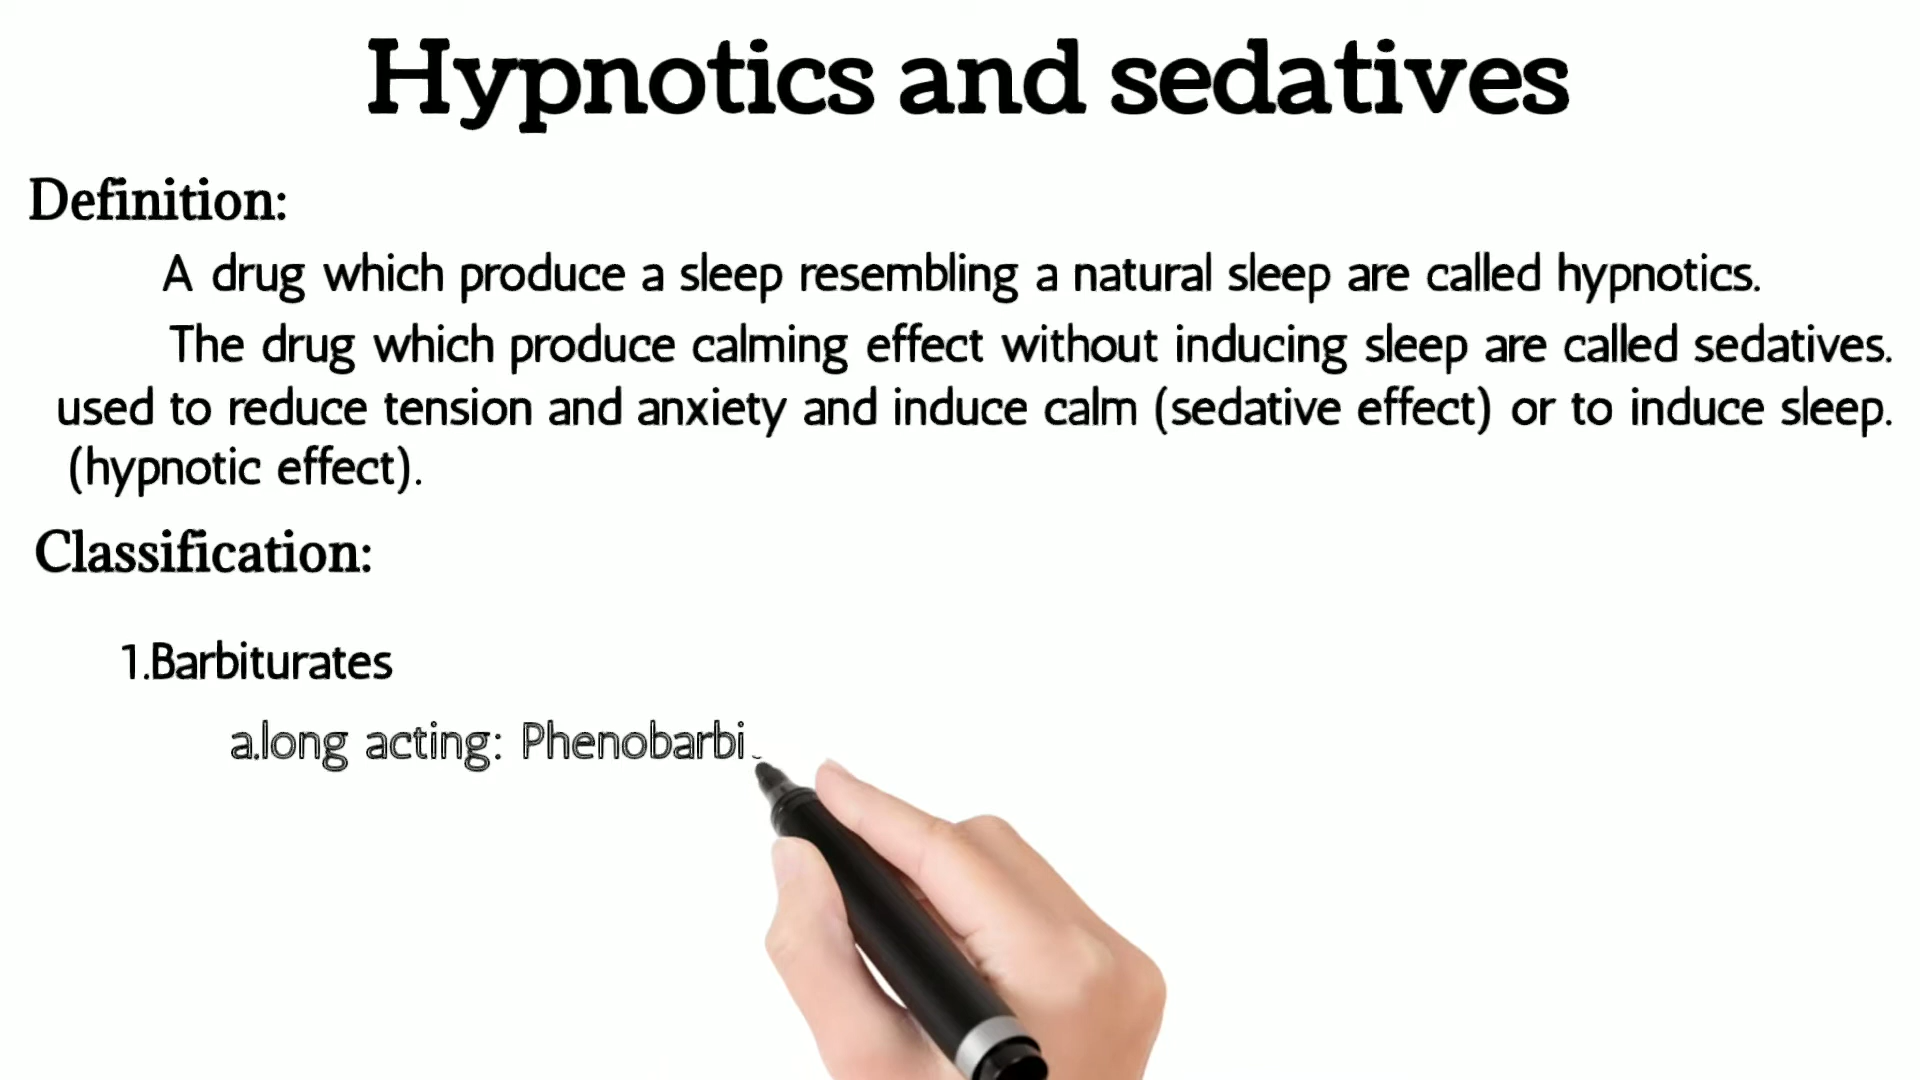 Hypnotics and sedatives
Definition:
A drug which produce a sleep resembling a natural sleep are called hypnotics.
The drug which produce calming effect without inducing sleep are called sedatives.
used to reduce tension and anxiety and induce calm (sedative effect) or to induce sleep.
(hypnotic effect).
Classification:
1.Barbiturates
a.long acting: Phenobarbi